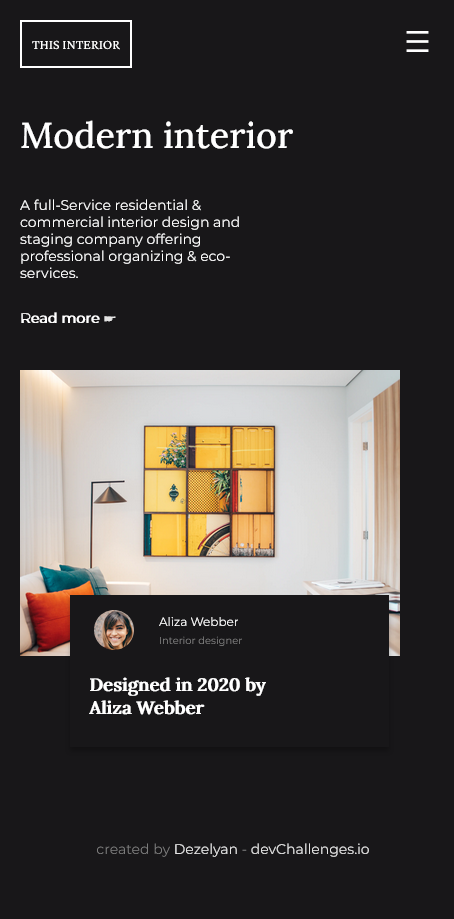 THIS INTERIOR
Modern interior
A full-Service residential &
commercial interior design and
staging company offering
professional organizing & eco-
services.
Read more ☛
Aliza Webber
Interior designer
Designed in 2020 by
Aliza Webber
created by Dezelyan - devChallenges.io